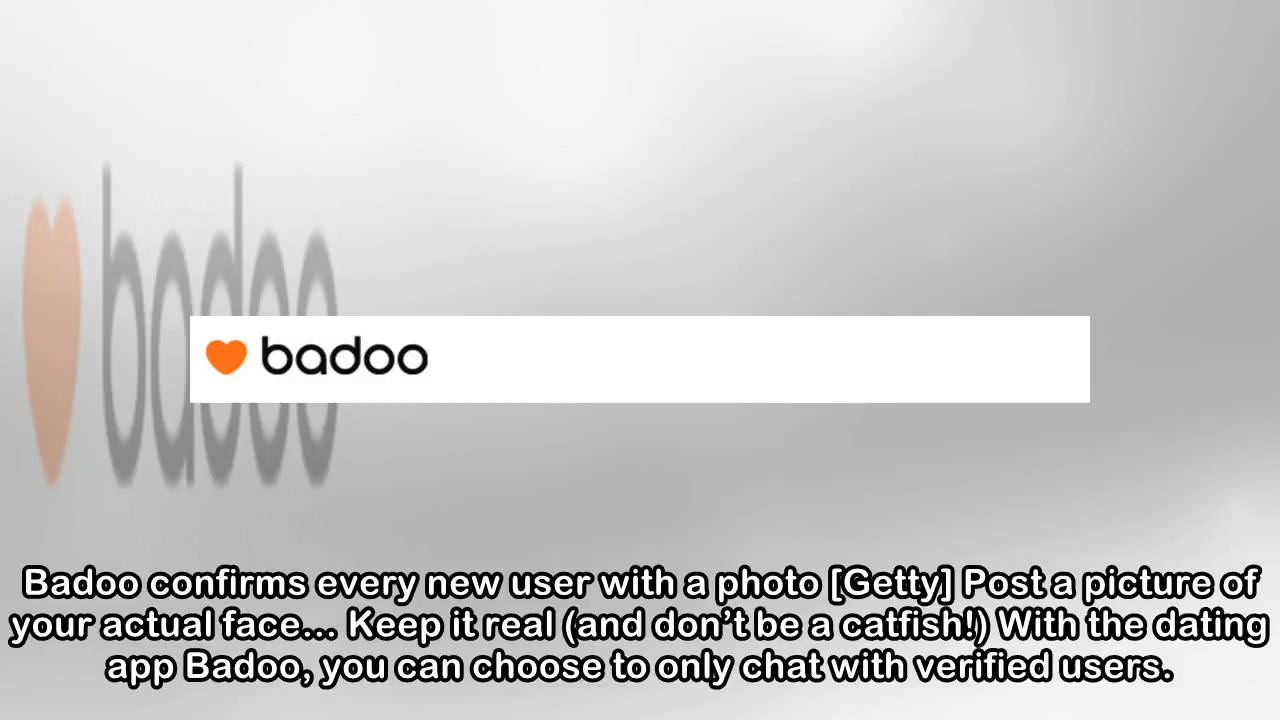 badoo
badoo
Badoo confirms every new user with a photo [Getty] Post a picture of
your actual face... Keep it real (and don’t be a catfish!) With the dating
app Badoo, you can choose to only chat with verified users.